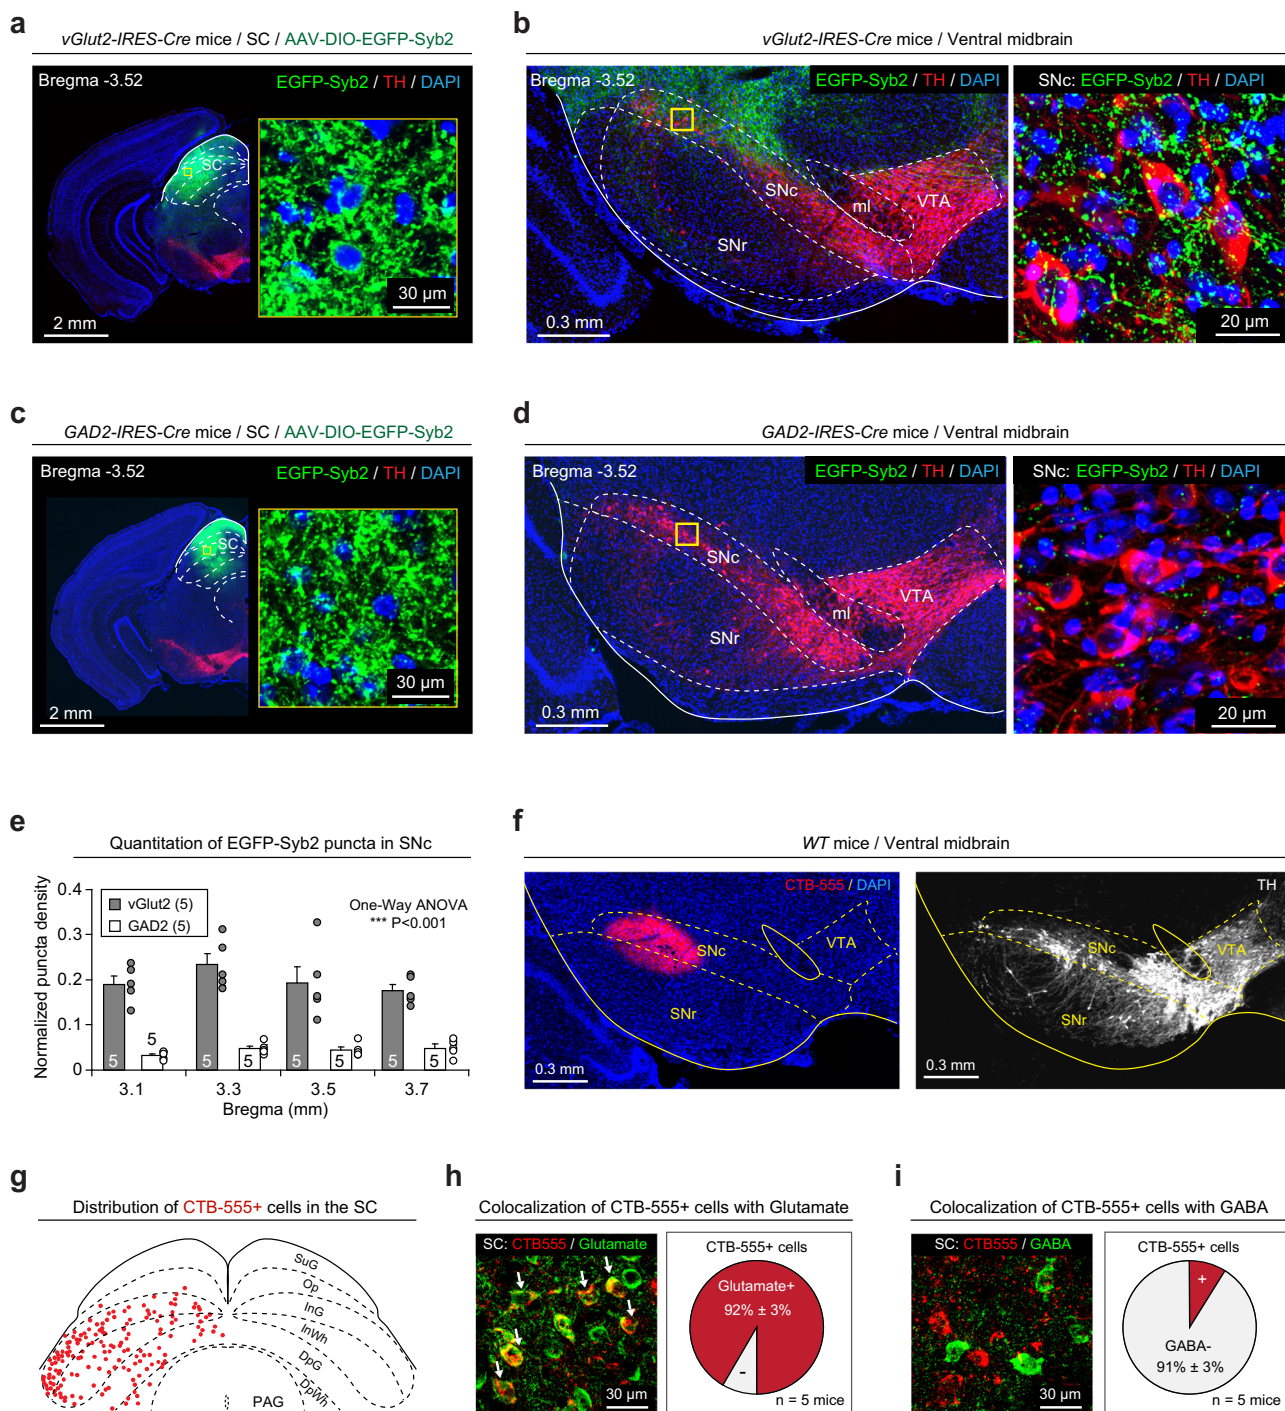 a
vGlut2-IRES-Cre mice / SC / AAV-DIO-EGFP-Syb2
Bregma -3.52
EGFP-Syb2 / TH / DAPI
SC
2 mm
30 µm
b
vGlut2-IRES-Cre mice / Ventral midbrain
Bregma -3.52
EGFP-Syb2 / TH / DAPI
SNc
ml
VTA
SNr
0.3 mm
SNc: EGFP-Syb2 / TH / DAPI
20 µm
c
GAD2-IRES-Cre mice / SC / AAV-DIO-EGFP-Syb2
Bregma -3.52
EGFP-Syb2 / TH / DAPI
SC
2 mm
30 µm
d
GAD2-IRES-Cre mice / Ventral midbrain
Bregma -3.52
EGFP-Syb2 / TH / DAPI
SNc
ml
VTA
SNr
0.3 mm
SNc: EGFP-Syb2 / TH / DAPI
20 µm
e
Quantitation of EGFP-Syb2 puncta in SNc
Normalized puncta density
0.4
0.3
0.2
0.1
0
vGlut2 (5)
GAD2 (5)
One-Way ANOVA
*** P<0.001
5
5
5
5
5
5
5
5
3.1
3.3
3.5
3.7
Bregma (mm)
f
WT mice / Ventral midbrain
CTB-555 / DAPI
SNc
VTA
SNr
0.3 mm
TH
SNc
VTA
SNr
0.3 mm
g
Distribution of CTB-555+ cells in the SC
SuG
Op
InG
InWh
DpG
DpWh
PAG
h
Colocalization of CTB-555+ cells with Glutamate
SC: CTB555 / Glutamate
30 µm
CTB-555+ cells
Glutamate+
92% ± 3%
-
n = 5 mice
i
Colocalization of CTB-555+ cells with GABA
SC: CTB555 / GABA
30 µm
CTB-555+ cells
+
GABA-
91% ± 3%
n = 5 mice